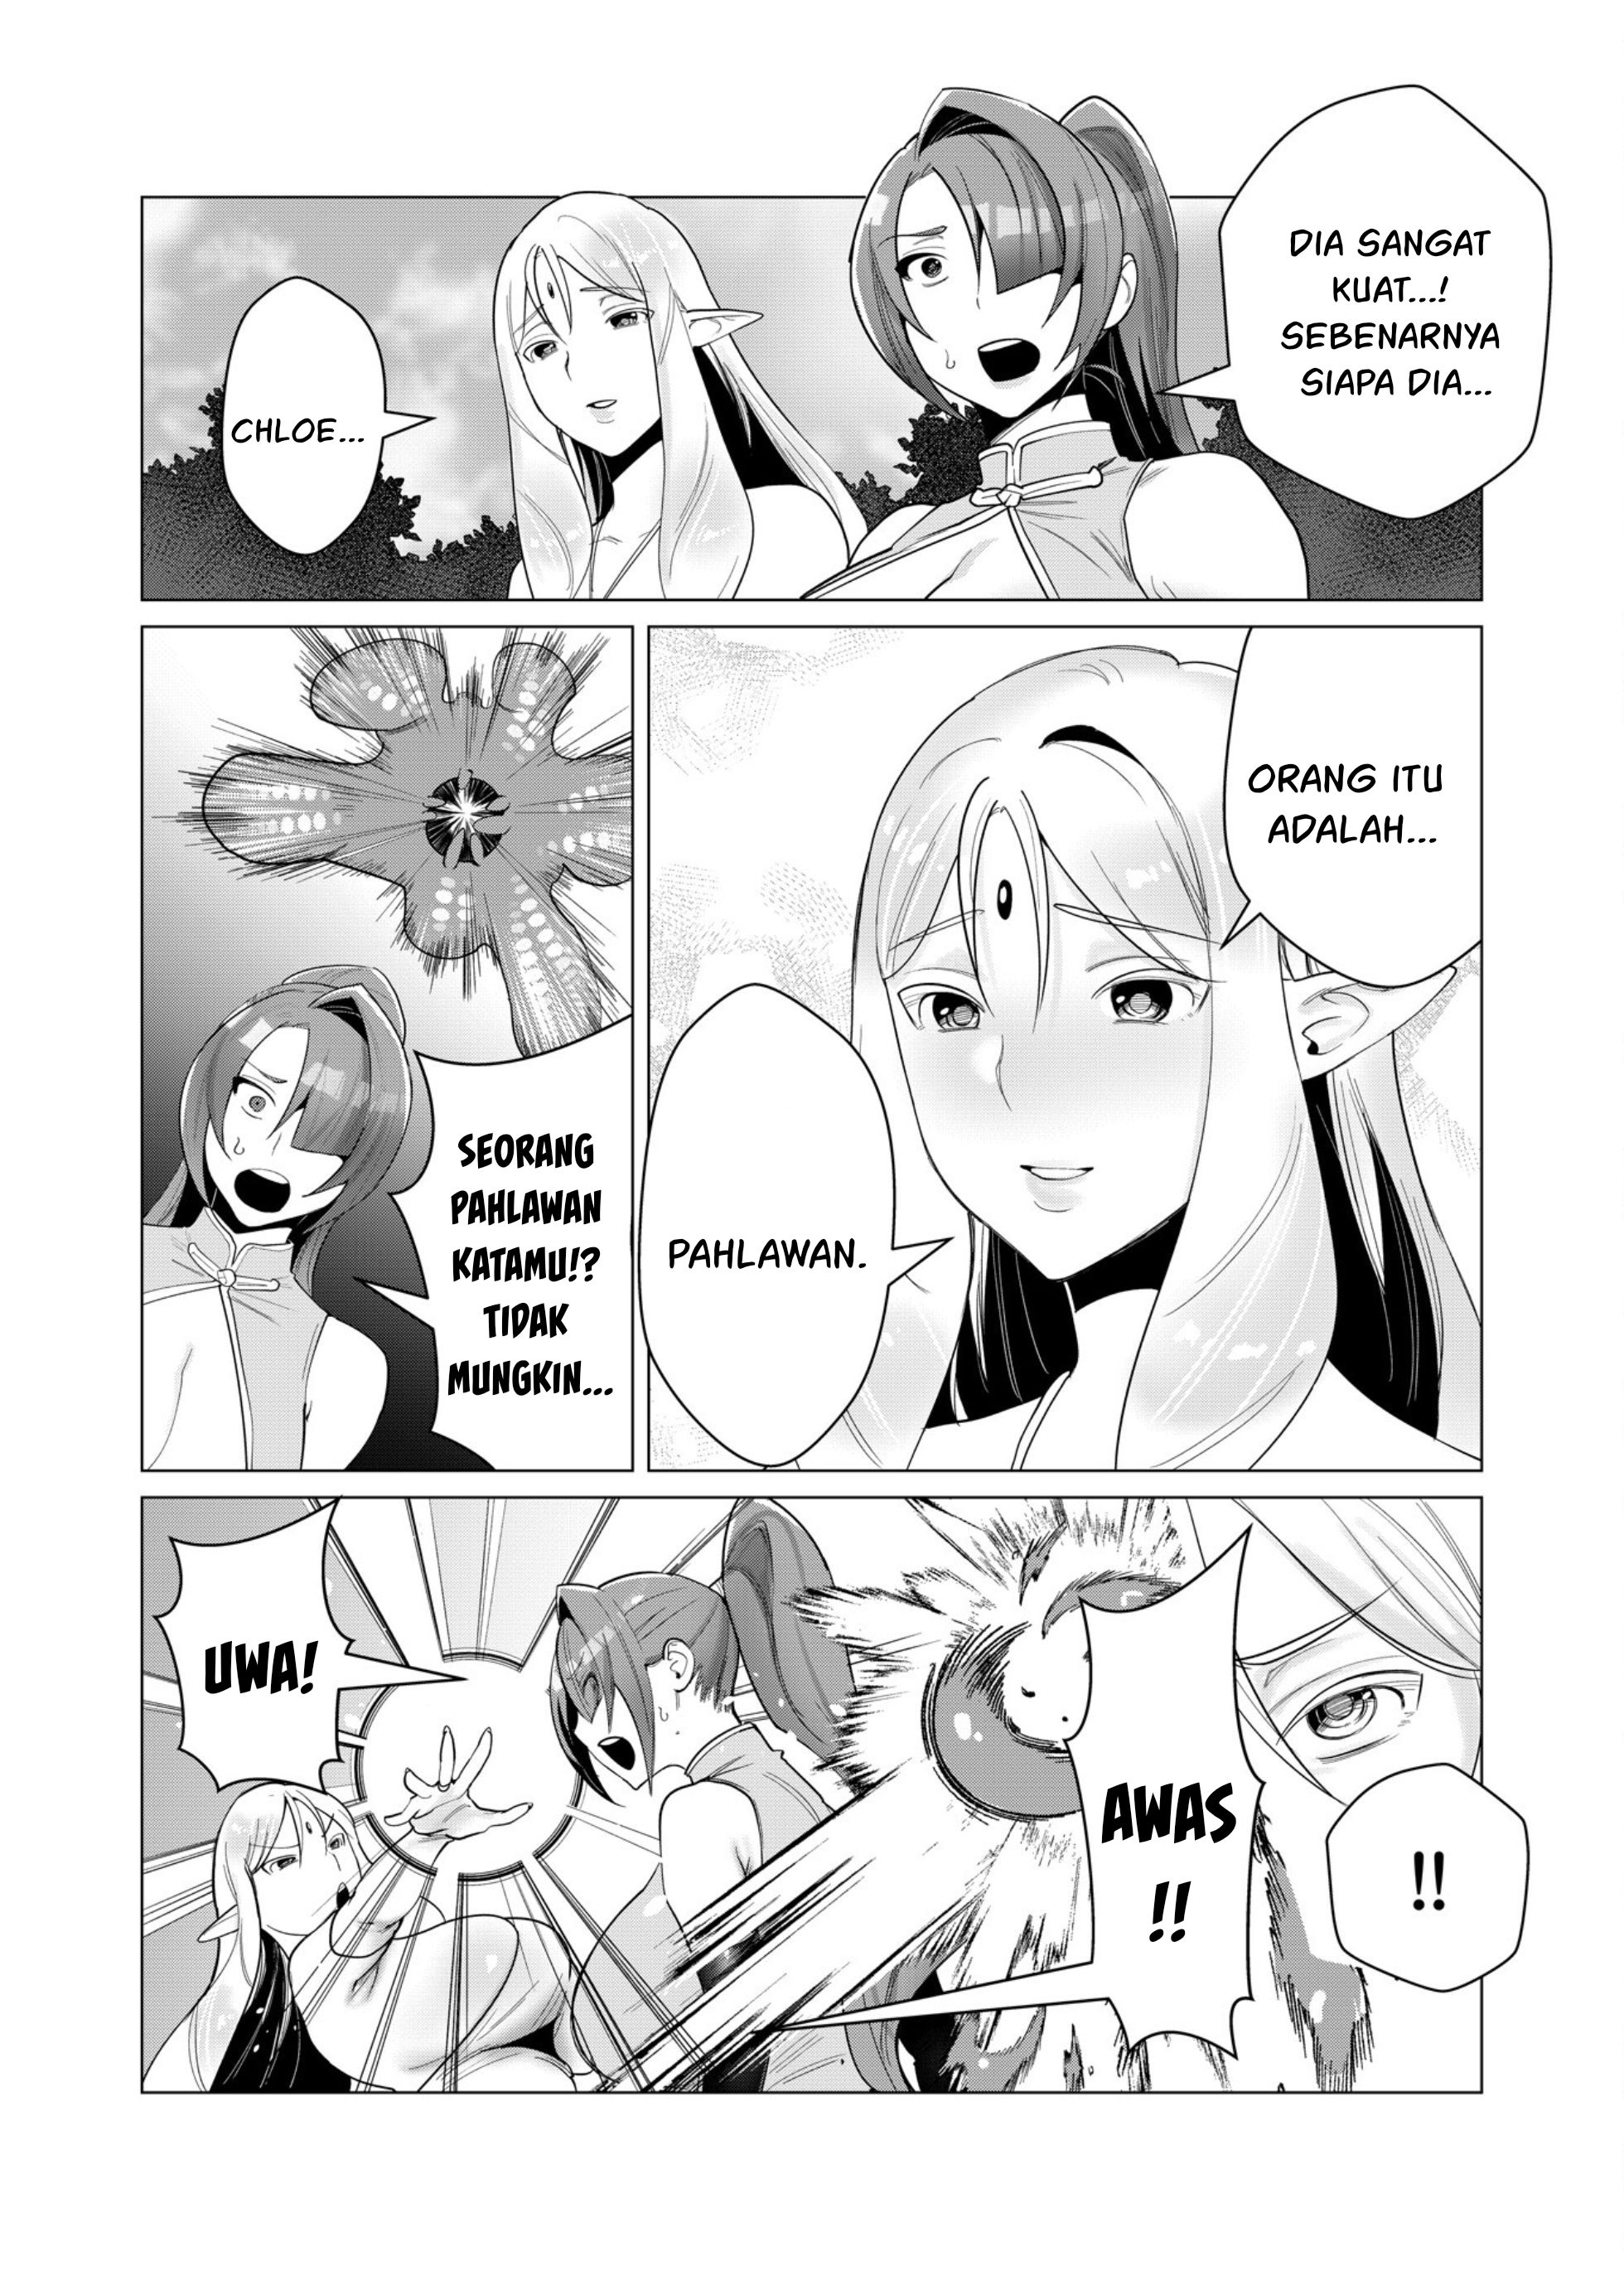 DIA SANGAT
KUAT...!
SEBENARNYA
SIAPA DIA...
CHLOE...
ORANG ITU
ADALAH...
PAHLAWAN.
SEORANG
PAHLAWAN
KATAMU!?
TIDAK
MUNGKIN...
!!
AWAS
!!
UWA!